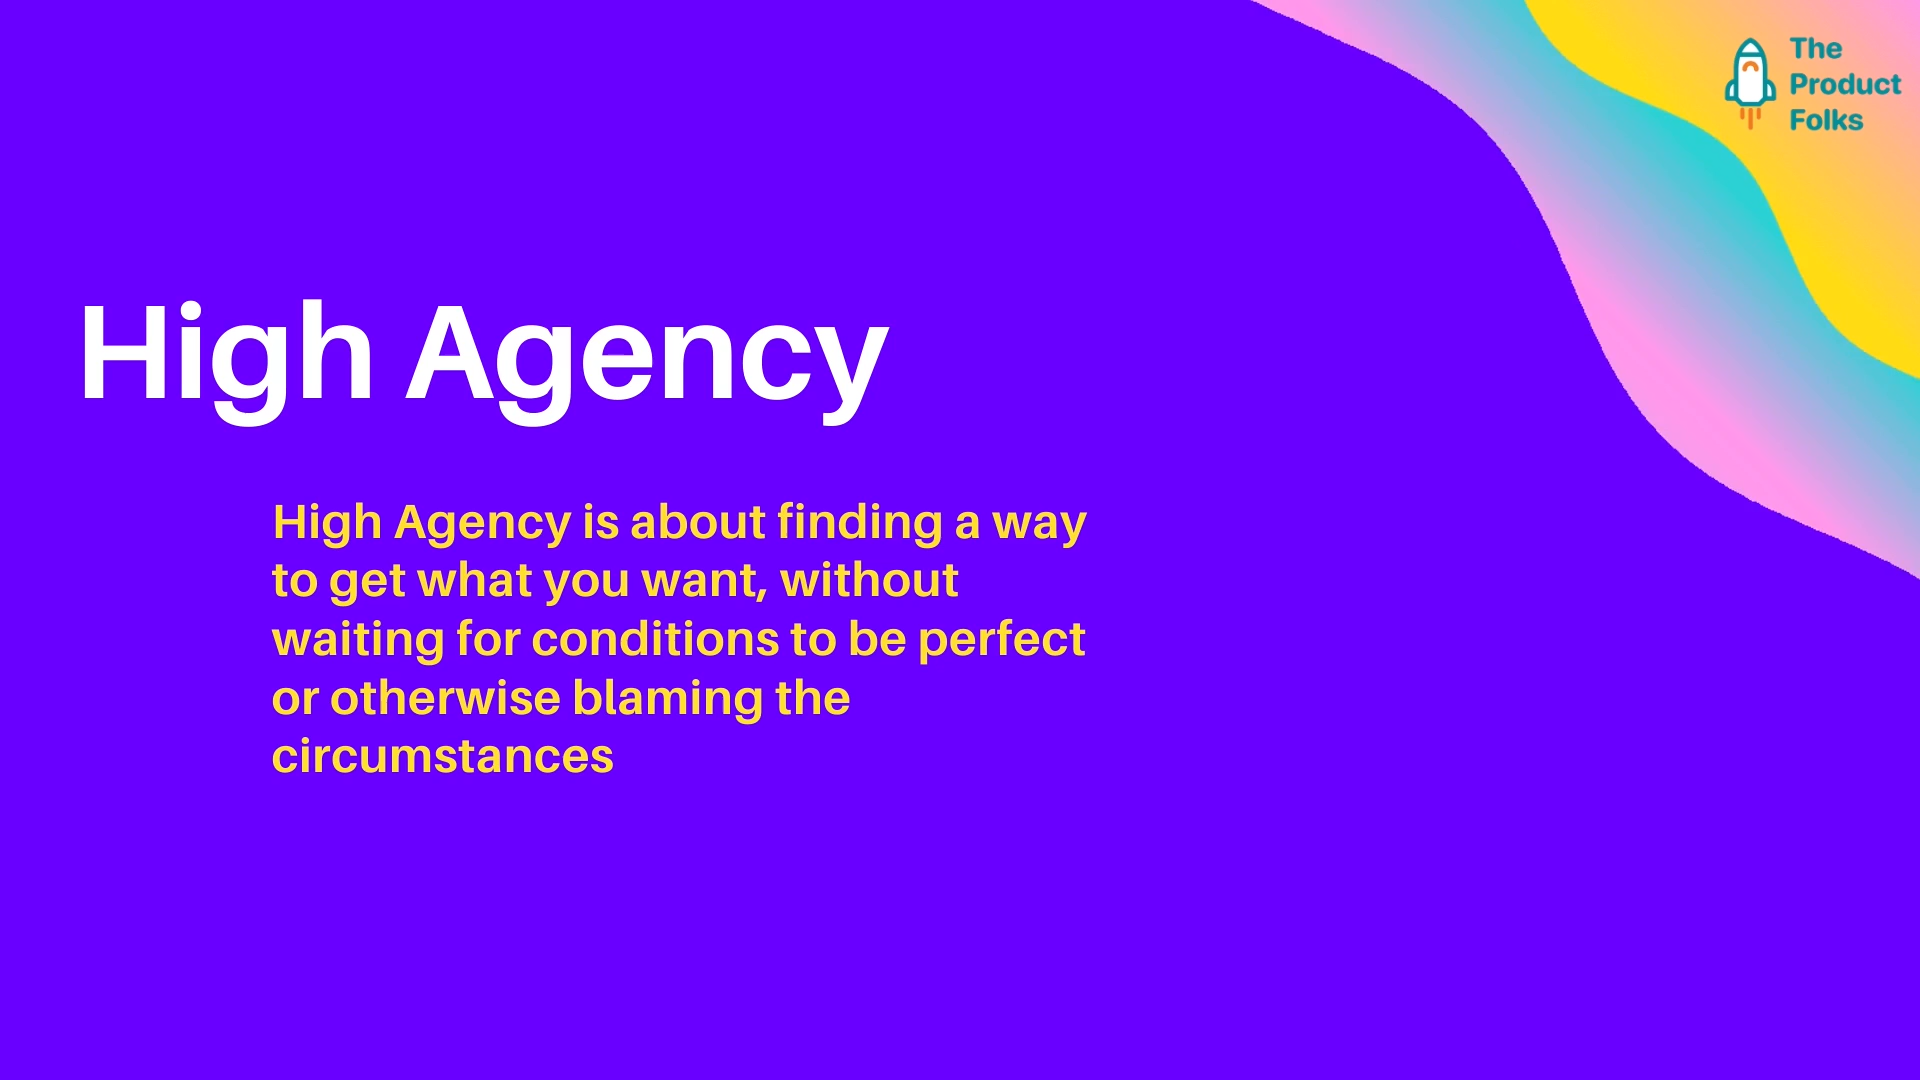 The
Product
Folks
High Agency
High Agency is about finding a way
to get what you want, without
waiting for conditions to be perfect
or otherwise blaming the
circumstances